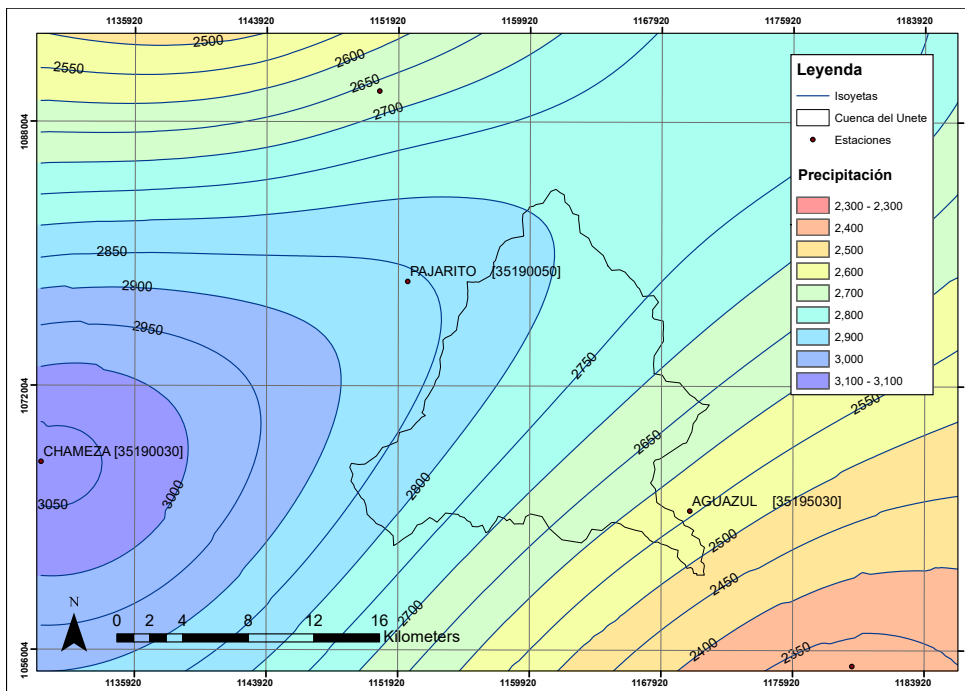 1135920 1143920 1151920 1159920 1167920 1175920 1183920
2500
2550
2600
2650
2700
1088004
1088004
Leyenda
Isoyetas
Cuenca del Unete
Estaciones
Precipitación
2,300 - 2,300
2,400
2,500
2,600
2,700
2,800
2,900
3,000
3,100 - 3,100
2850
PAJARITO [35190050]
2900
2950
2750
1072004
1072004
2550
2650
CHAMEZA [35190030]
2800
3000
3050
AGUAZUL [35195030]
2500
2450
2700
N
0 2 4 8 12 16
Kilometers
2400
2350
1056004
1056004
1135920 1143920 1151920 1159920 1167920 1175920 1183920